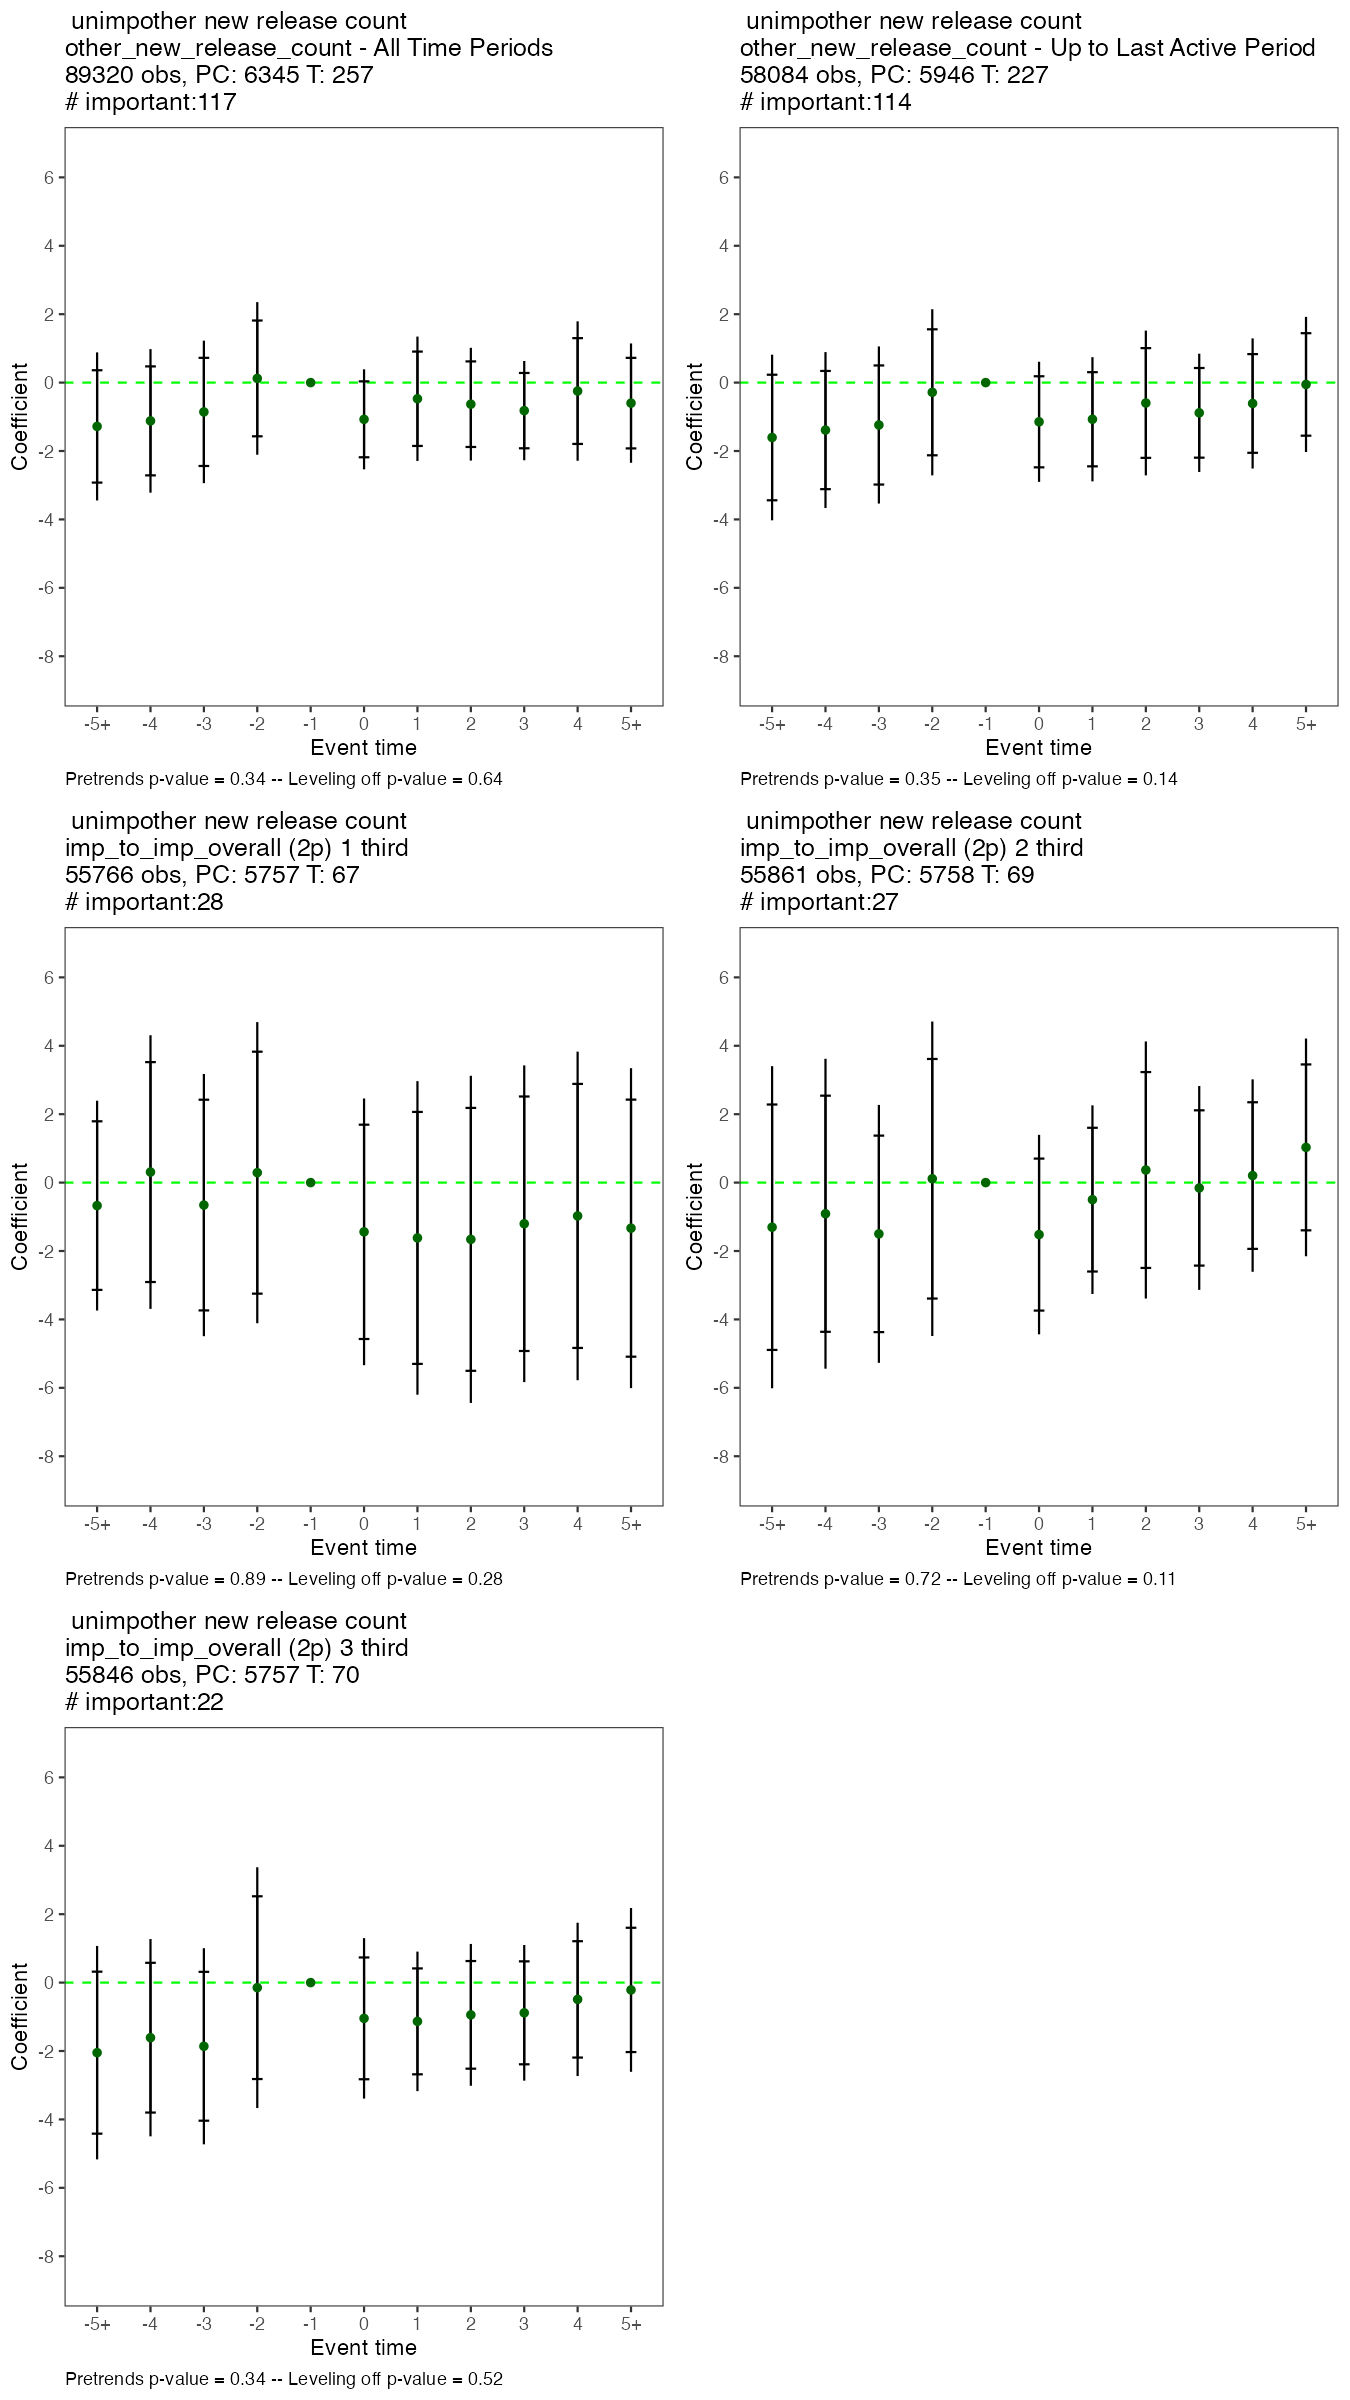 unimpother new release count
other_new_release_count - All Time Periods
89320 obs, PC: 6345 T: 257
# important:117
6
4
2
0
-2
-4
-6
-8
Coefficient
-5+ -4 -3 -2 -1 0 1 2 3 4 5+
Event time
Pretrends p-value = 0.34 -- Leveling off p-value = 0.64
unimpother new release count
other_new_release_count - Up to Last Active Period
58084 obs, PC: 5946 T: 227
# important:114
6
4
2
0
-2
-4
-6
-8
Coefficient
-5+ -4 -3 -2 -1 0 1 2 3 4 5+
Event time
Pretrends p-value = 0.35 -- Leveling off p-value = 0.14
unimpother new release count
imp_to_imp_overall (2p) 1 third
55766 obs, PC: 5757 T: 67
# important:28
6
4
2
0
-2
-4
-6
-8
Coefficient
-5+ -4 -3 -2 -1 0 1 2 3 4 5+
Event time
Pretrends p-value = 0.89 -- Leveling off p-value = 0.28
unimpother new release count
imp_to_imp_overall (2p) 2 third
55861 obs, PC: 5758 T: 69
# important:27
6
4
2
0
-2
-4
-6
-8
Coefficient
-5+ -4 -3 -2 -1 0 1 2 3 4 5+
Event time
Pretrends p-value = 0.72 -- Leveling off p-value = 0.11
unimpother new release count
imp_to_imp_overall (2p) 3 third
55846 obs, PC: 5757 T: 70
# important:22
6
4
2
0
-2
-4
-6
-8
Coefficient
-5+ -4 -3 -2 -1 0 1 2 3 4 5+
Event time
Pretrends p-value = 0.34 -- Leveling off p-value = 0.52